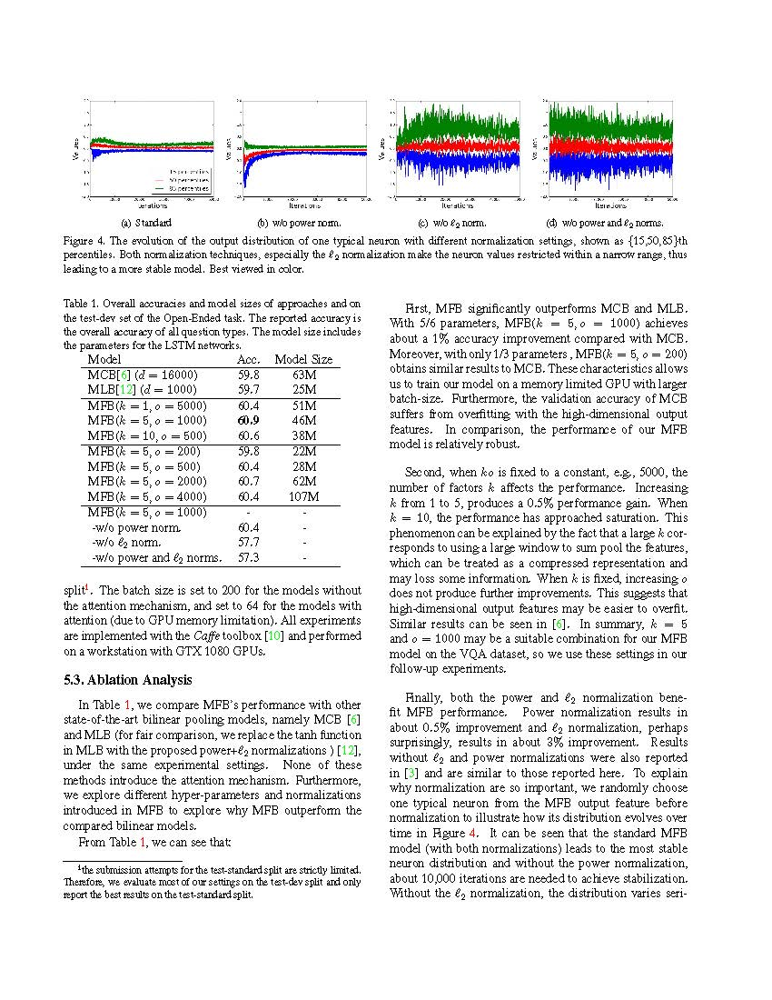 Values
Values
Values
Values
15 percentiles
50 percentiles
85 percentiles
Iterations
Iterations
Iterations
Iterations
(a) Standard
(b) w/o power norm.
(c) w/o ℓ2 norm.
(d) w/o power and ℓ2 norms.
Figure 4. The evolution of the output distribution of one typical neuron with different normalization settings, shown as {15,50,85}th
percentiles. Both normalization techniques, especially the ℓ2 normalization make the neuron values restricted within a narrow range, thus
leading to a more stable model. Best viewed in color.
Table 1. Overall accuracies and model sizes of approaches and on
the test-dev set of the Open-Ended task. The reported accuracy is
the overall accuracy of all question types. The model size includes
the parameters for the LSTM networks.
Model Acc. Model Size
MCB[6] (d = 16000) 59.8 63M
MLB[12] (d = 1000) 59.7 25M
MFB(k = 1, o = 5000) 60.4 51M
MFB(k = 5, o = 1000) 60.9 46M
MFB(k = 10, o = 500) 60.6 38M
MFB(k = 5, o = 200) 59.8 22M
MFB(k = 5, o = 500) 60.4 28M
MFB(k = 5, o = 2000) 60.7 62M
MFB(k = 5, o = 4000) 60.4 107M
MFB(k = 5, o = 1000) - -
-w/o power norm. 60.4 -
-w/o ℓ2 norm. 57.7 -
-w/o power and ℓ2 norms. 57.3 -
split4. The batch size is set to 200 for the models without
the attention mechanism, and set to 64 for the models with
attention (due to GPU memory limitation). All experiments
are implemented with the Caffe toolbox [10] and performed
on a workstation with GTX 1080 GPUs.
5.3. Ablation Analysis
In Table 1, we compare MFB's performance with other
state-of-the-art bilinear pooling models, namely MCB [6]
and MLB (for fair comparison, we replace the tanh function
in MLB with the proposed power+ℓ2 normalizations ) [12],
under the same experimental settings. None of these
methods introduce the attention mechanism. Furthermore,
we explore different hyper-parameters and normalizations
introduced in MFB to explore why MFB outperform the
compared bilinear models.
From Table 1, we can see that:
4the submission attempts for the test-standard split are strictly limited.
Therefore, we evaluate most of our settings on the test-dev split and only
report the best results on the test-standard split.
First, MFB significantly outperforms MCB and MLB.
With 5/6 parameters, MFB(k = 5, o = 1000) achieves
about a 1% accuracy improvement compared with MCB.
Moreover, with only 1/3 parameters , MFB(k = 5, o = 200)
obtains similar results to MCB. These characteristics allows
us to train our model on a memory limited GPU with larger
batch-size. Furthermore, the validation accuracy of MCB
suffers from overfitting with the high-dimensional output
features. In comparison, the performance of our MFB
model is relatively robust.
Second, when ko is fixed to a constant, e.g., 5000, the
number of factors k affects the performance. Increasing
k from 1 to 5, produces a 0.5% performance gain. When
k = 10, the performance has approached saturation. This
phenomenon can be explained by the fact that a large k cor-
responds to using a large window to sum pool the features,
which can be treated as a compressed representation and
may loss some information. When k is fixed, increasing o
does not produce further improvements. This suggests that
high-dimensional output features may be easier to overfit.
Similar results can be seen in [6]. In summary, k = 5
and o = 1000 may be a suitable combination for our MFB
model on the VQA dataset, so we use these settings in our
follow-up experiments.
Finally, both the power and ℓ2 normalization bene-
fit MFB performance. Power normalization results in
about 0.5% improvement and ℓ2 normalization, perhaps
surprisingly, results in about 3% improvement. Results
without ℓ2 and power normalizations were also reported
in [3] and are similar to those reported here. To explain
why normalization are so important, we randomly choose
one typical neuron from the MFB output feature before
normalization to illustrate how its distribution evolves over
time in Figure 4. It can be seen that the standard MFB
model (with both normalizations) leads to the most stable
neuron distribution and without the power normalization,
about 10,000 iterations are needed to achieve stabilization.
Without the ℓ2 normalization, the distribution varies seri-